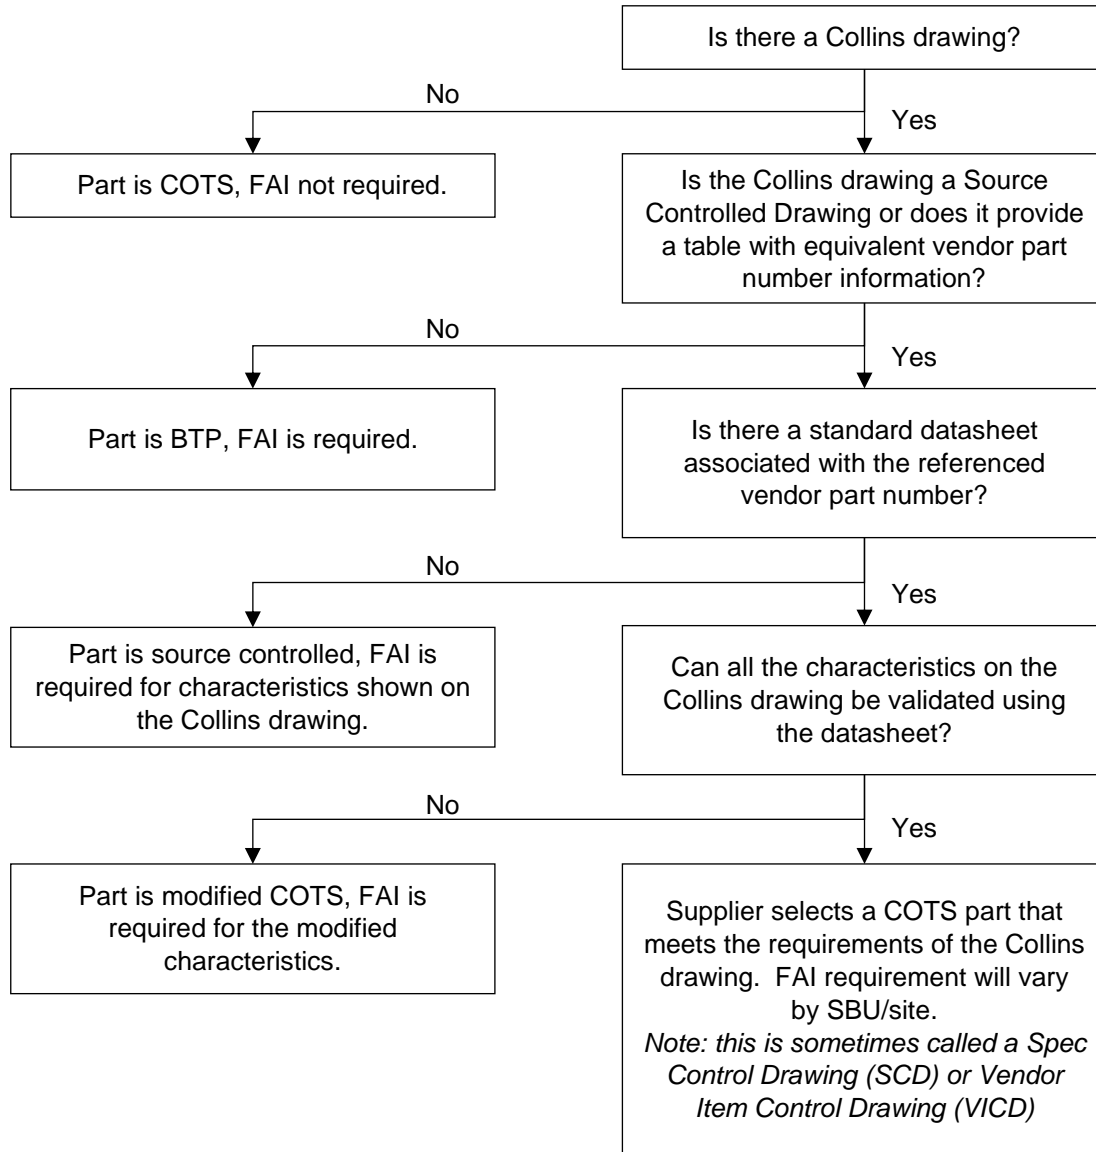 Is there a Collins drawing?
No
Yes
Part is COTS, FAI not required.
Is the Collins drawing a Source
Controlled Drawing or does it provide
a table with equivalent vendor part
number information?
No
Yes
Part is BTP, FAI is required.
Is there a standard datasheet
associated with the referenced
vendor part number?
No
Yes
Part is source controlled, FAI is
required for characteristics shown on
the Collins drawing.
Can all the characteristics on the
Collins drawing be validated using
the datasheet?
No
Yes
Part is modified COTS, FAI is
required for the modified
characteristics.
Supplier selects a COTS part that
meets the requirements of the Collins
drawing.  FAI requirement will vary
by SBU/site.
Note: this is sometimes called a Spec
Control Drawing (SCD) or Vendor
Item Control Drawing (VICD)